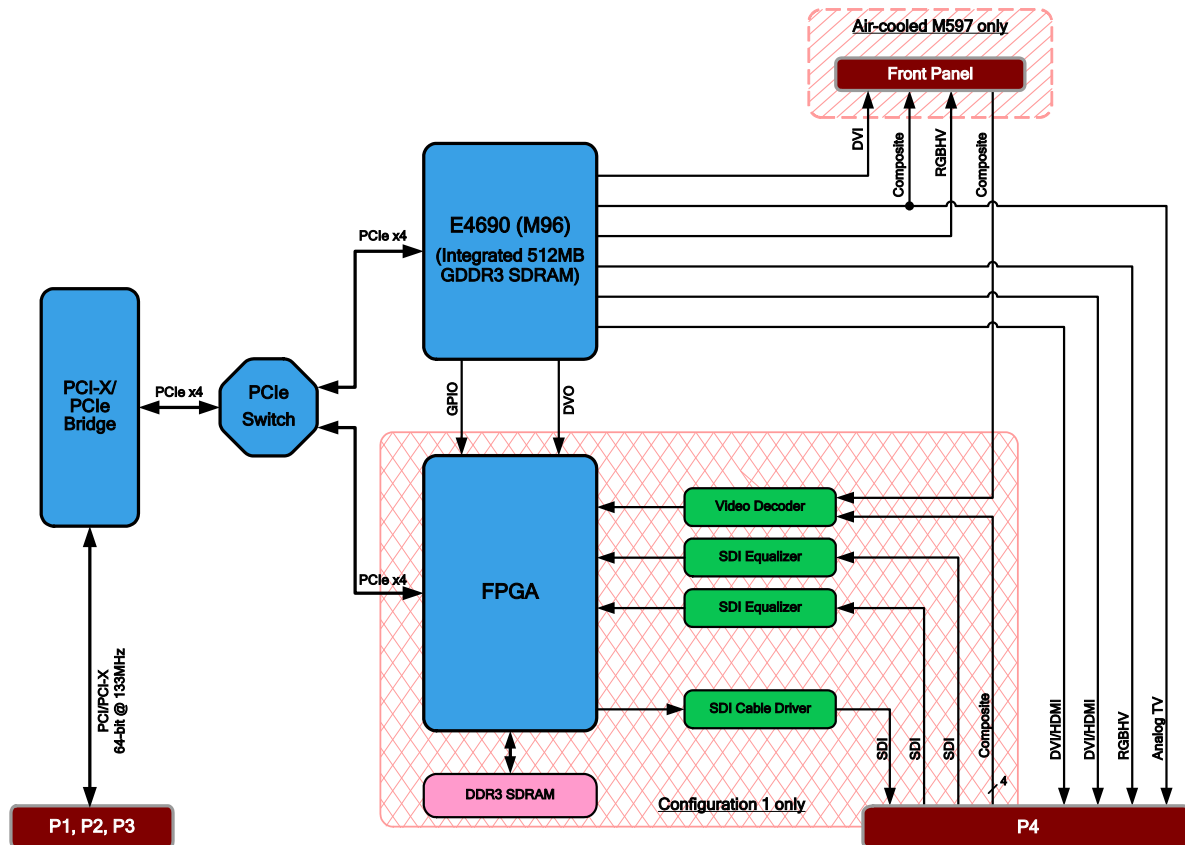 Air-cooled M597 only
Front Panel
DVI
Composite
RGBHV
Composite
E4690 (M96)
(Integrated 512MB
GDDR3 SDRAM)
PCIe x4
PCI-X/
PCIe
Bridge
PCIe x4
PCIe
Switch
GPIO
DVO
Video Decoder
SDI Equalizer
PCIe x4
FPGA
SDI Equalizer
SDI Cable Driver
PCI/PCI-X
64-bit @ 133MHz
SDI
SDI
SDI
Composite
4
DVI/HDMI
DVI/HDMI
RGBHV
Analog TV
DDR3 SDRAM
Configuration 1 only
P1, P2, P3
P4